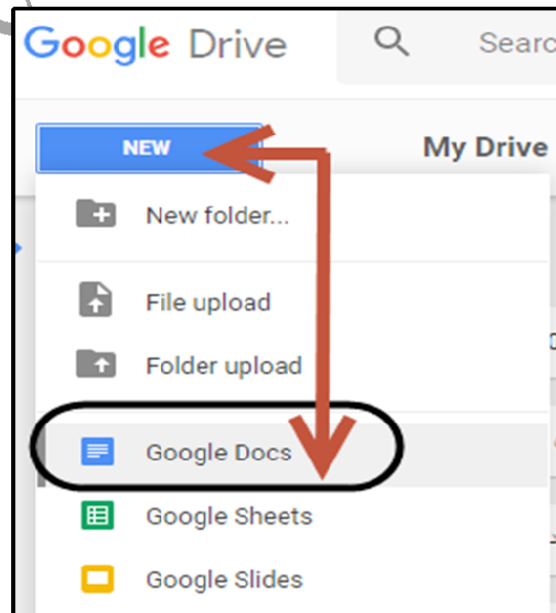 Google Drive
Searc
NEW
My Drive
New folder...
File upload
Folder upload
Google Docs
Google Sheets
Google Slides